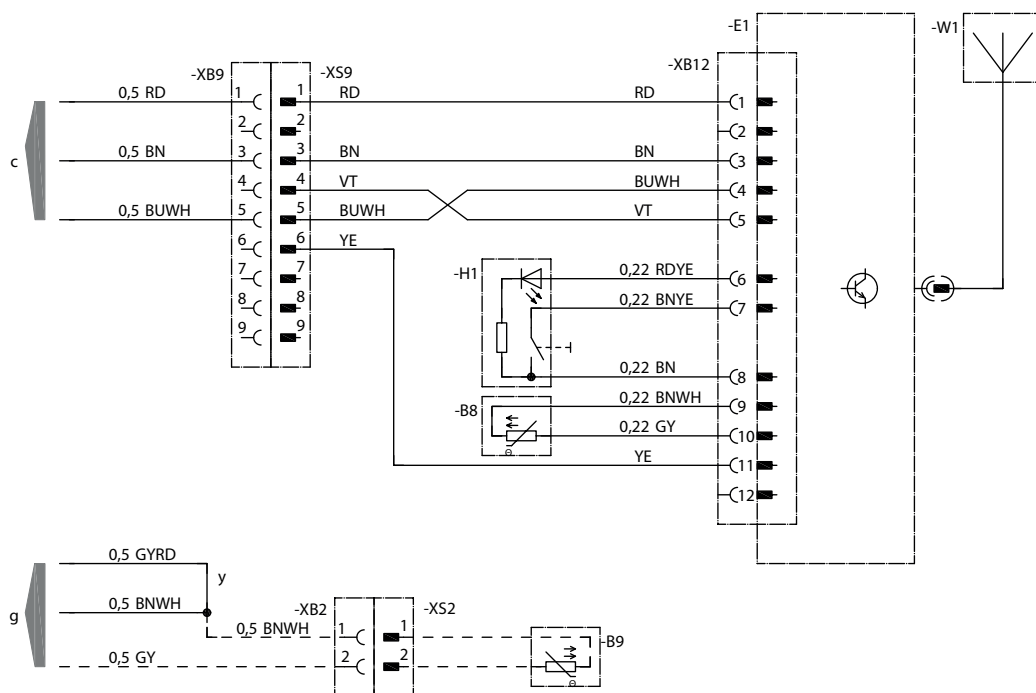 -E1
-W1
-XB9 -XS9
-XB12
0,5 RD 1 1 RD RD 1
2 2 2
c 0,5 BN 3 3 BN BN 3
4 4 VT BUWH 4
0,5 BUWH 5 5 BUWH VT 5
6 6 YE
-H1 0,22 RDYE 6
7 7
0,22 BNYE 7
8 8
9 9
0,22 BN 8
-B8 0,22 BNWH 9
0,22 GY 10
Θ
YE 11
12
0,5 GYRD
y
g 0,5 BNWH
-XB2 -XS2
0,5 BNWH 1 1
-B9
0,5 GY 2 2
Θ